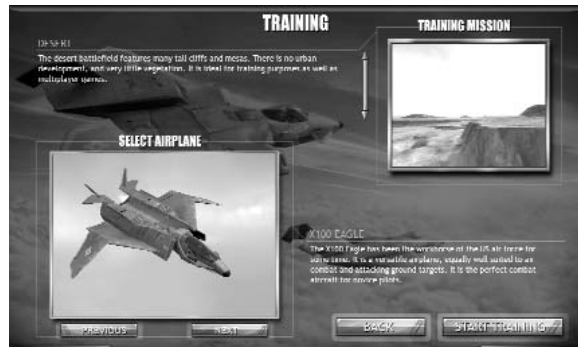 TRAINING
TRAINING MISSION
DESERT
The desert battlefield features many tall cliffs and mesas. There is no urban
development, and very little vegetation. It is ideal for training purposes as well as
multiplayer games.
SELECT AIRPLANE
X100 EAGLE
The X100 Eagle has been the workhorse of the US air force for
some time. It is a versatile airplane, equally well suited to air
combat and attacking ground targets. It is the perfect combat
aircraft for novice pilots.
PREVIOUS
NEXT
BACK
START TRAINING